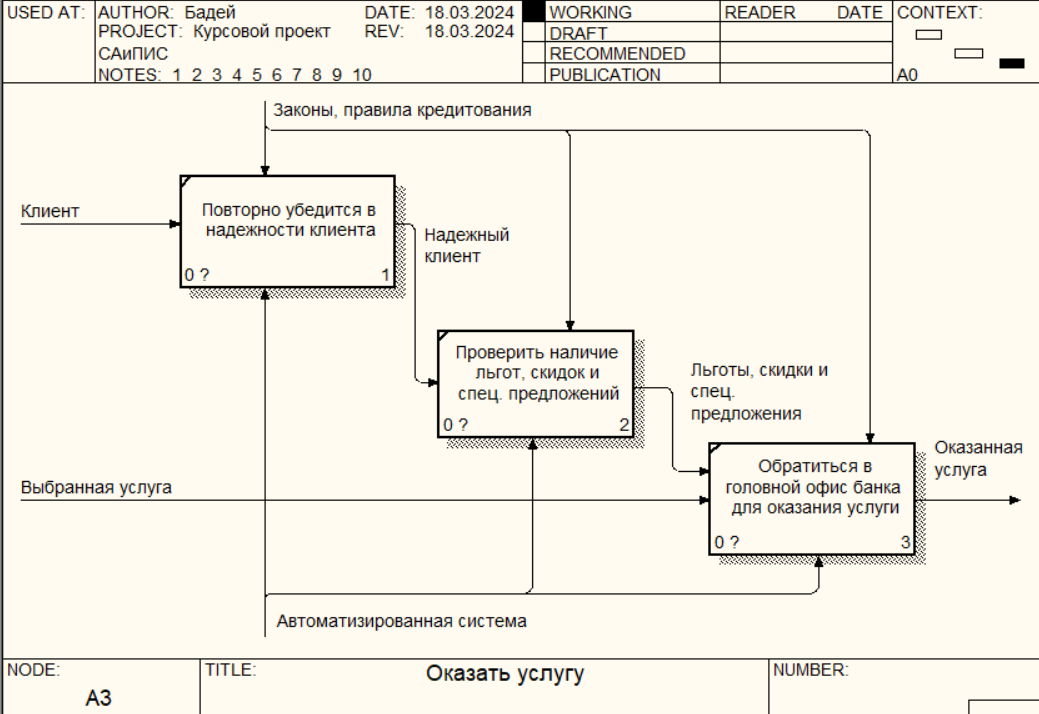 USED AT:
AUTHOR: Бадей
DATE: 18.03.2024
PROJECT: Курсовой проект
REV: 18.03.2024
САиПИС
NOTES: 1 2 3 4 5 6 7 8 9 10
WORKING
DRAFT
RECOMMENDED
PUBLICATION
READER
DATE
CONTEXT:
A0
Законы, правила кредитования
Клиент
Повторно убедится в
надежности клиента
0 ?
1
Надежный
клиент
Проверить наличие
льгот, скидок и
спец. предложений
0 ?
2
Льготы, скидки и
спец.
предложения
Выбранная услуга
Обратиться в
головной офис банка
для оказания услуги
0 ?
3
Оказанная
услуга
Автоматизированная система
NODE:
A3
TITLE:
Оказать услугу
NUMBER: